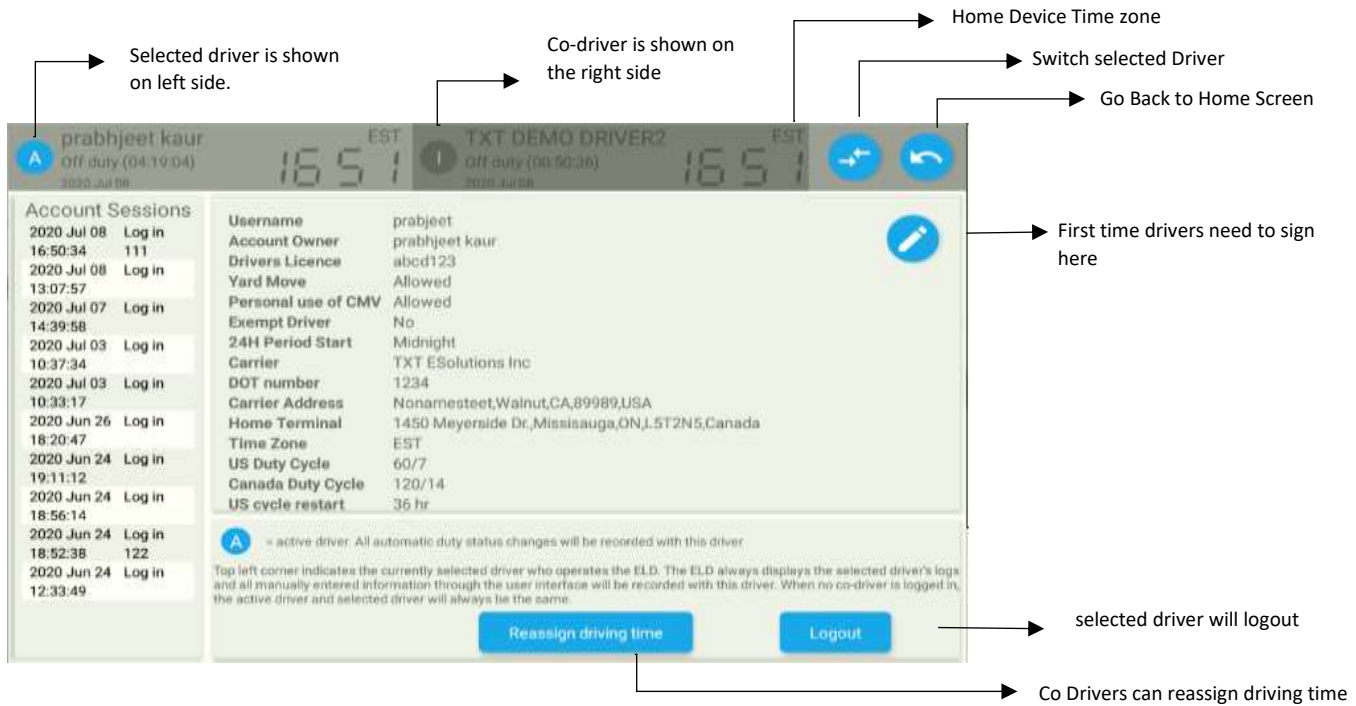 Home Device Time zone
Selected driver is shown
on left side.
Co-driver is shown on
the right side
Switch selected Driver
Go Back to Home Screen
A
prabhjeet kaur
Off duty (04:19:04)
2020 Jul 08
EST
16 51
I
TXT DEMO DRIVER2
Off duty (00:50:36)
2020 Jul 08
EST
16 51
Account Sessions
2020 Jul 08 Log in
16:50:34 111
2020 Jul 08 Log in
13:07:57
2020 Jul 07 Log in
14:39:58
2020 Jul 03 Log in
10:37:34
2020 Jul 03 Log in
10:33:17
2020 Jun 26 Log in
18:20:47
2020 Jun 24 Log in
19:11:12
2020 Jun 24 Log in
18:56:14
2020 Jun 24 Log in
18:52:38 122
2020 Jun 24 Log in
12:33:49
Username prabjeet
Account Owner prabhjeet kaur
Drivers Licence abcd123
Yard Move Allowed
Personal use of CMV Allowed
Exempt Driver No
24H Period Start Midnight
Carrier TXT ESolutions Inc
DOT number 1234
Carrier Address Nonamesteet,Walnut,CA,89989,USA
Home Terminal 1450 Meyerside Dr.,Missisauga,ON,L5T2N5,Canada
Time Zone EST
US Duty Cycle 60/7
Canada Duty Cycle 120/14
US cycle restart 36 hr
First time drivers need to sign
here
A = active driver. All automatic duty status changes will be recorded with this driver
Top left corner indicates the currently selected driver who operates the ELD. The ELD always displays the selected driver's logs
and all manually entered information through the user interface will be recorded with this driver. When no co-driver is logged in,
the active driver and selected driver will always be the same.
Reassign driving time
Logout
selected driver will logout
Co Drivers can reassign driving time